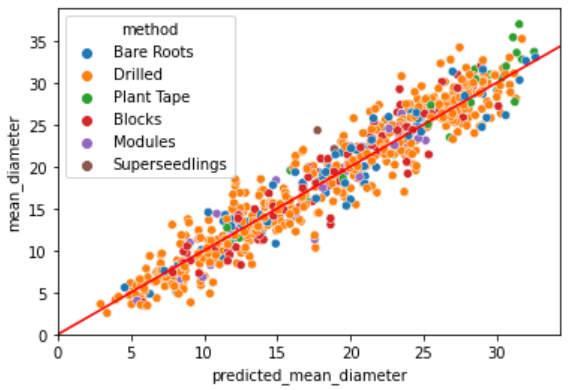 method
Bare Roots
Drilled
Plant Tape
Blocks
Modules
Superseedlings
mean_diameter
35
30
25
20
15
10
5
0
0
5
10
15
20
25
30
predicted_mean_diameter